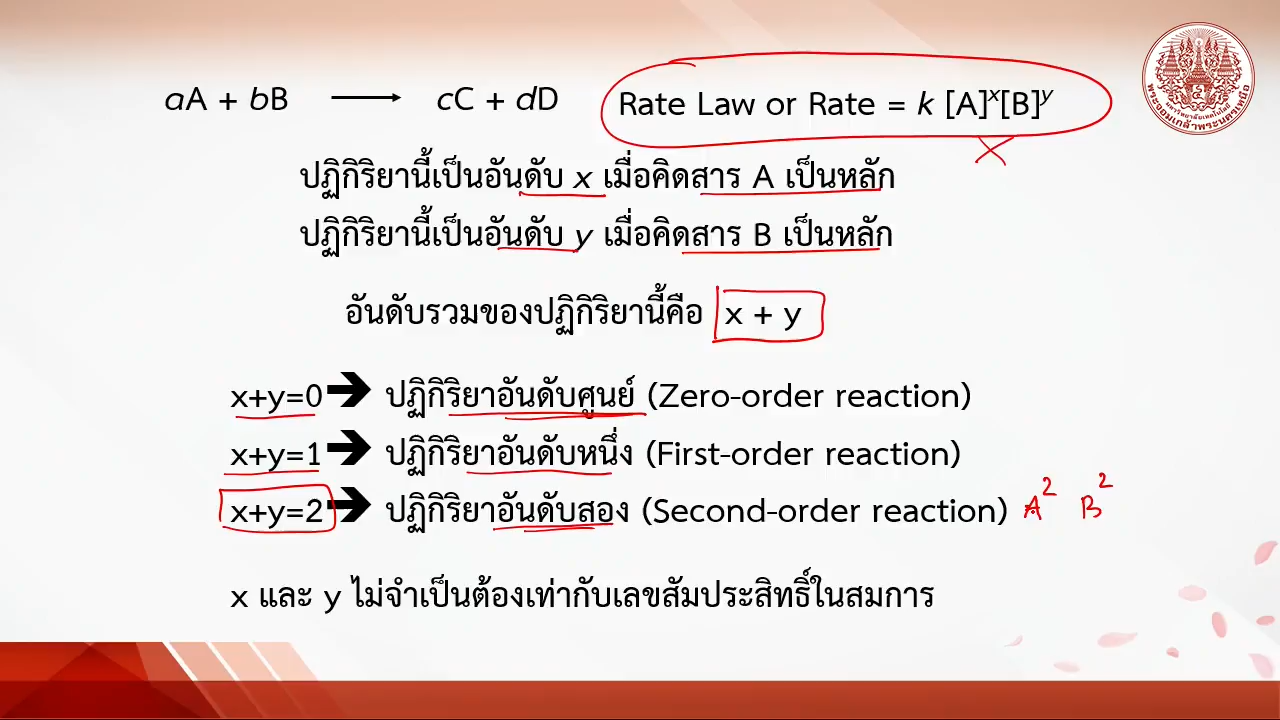 aA + bB ⟶ cC + dD Rate Law or Rate = k [A]ˣ[B]ʸ
x
ปฏิกิริยานี้เป็นอันดับ x เมื่อคิดสาร A เป็นหลัก
ปฏิกิริยานี้เป็นอันดับ y เมื่อคิดสาร B เป็นหลัก
อันดับรวมของปฏิกิริยานี้คือ x + y
x+y=0 ➔ ปฏิกิริยาอันดับศูนย์ (Zero-order reaction)
x+y=1 ➔ ปฏิกิริยาอันดับหนึ่ง (First-order reaction)
x+y=2 ➔ ปฏิกิริยาอันดับสอง (Second-order reaction) A² B²
x และ y ไม่จำเป็นต้องเท่ากับเลขสัมประสิทธิ์ในสมการ